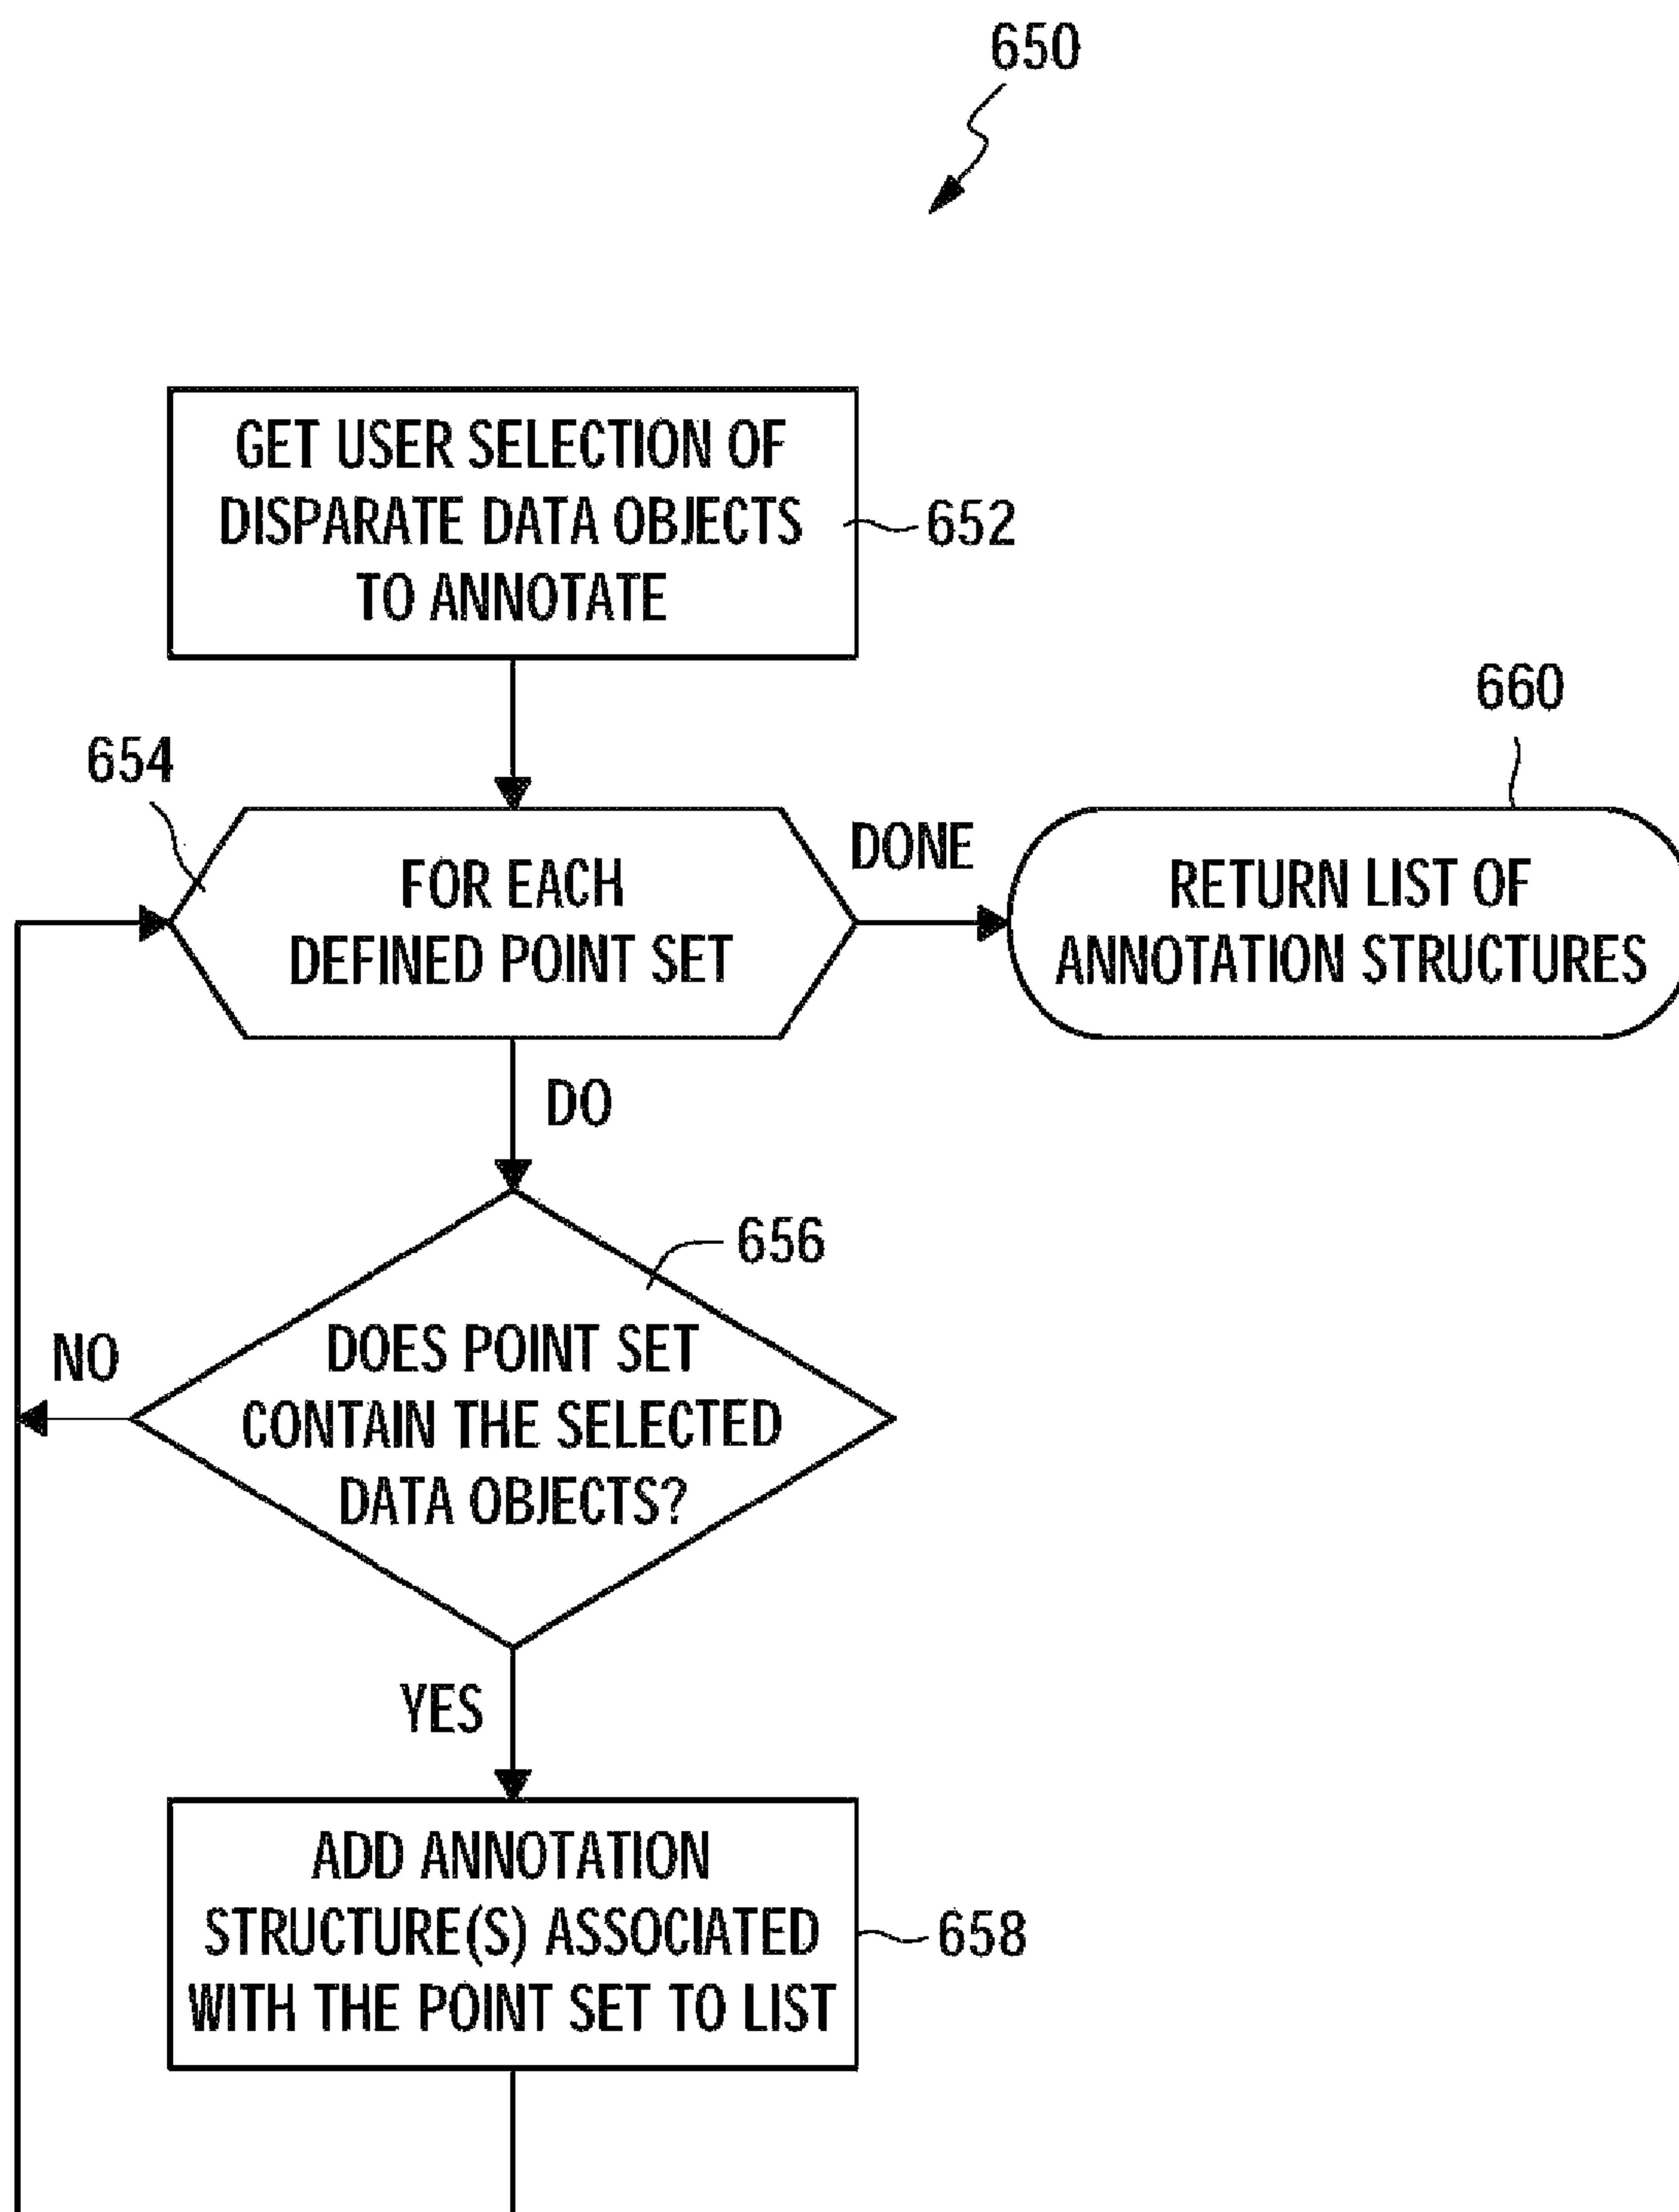 650
GET USER SELECTION OF
DISPARATE DATA OBJECTS
TO ANNOTATE
652
654
FOR EACH
DEFINED POINT SET
DONE
660
RETURN LIST OF
ANNOTATION STRUCTURES
DO
656
DOES POINT SET
CONTAIN THE SELECTED
DATA OBJECTS?
NO
YES
ADD ANNOTATION
STRUCTURE(S) ASSOCIATED
WITH THE POINT SET TO LIST
658